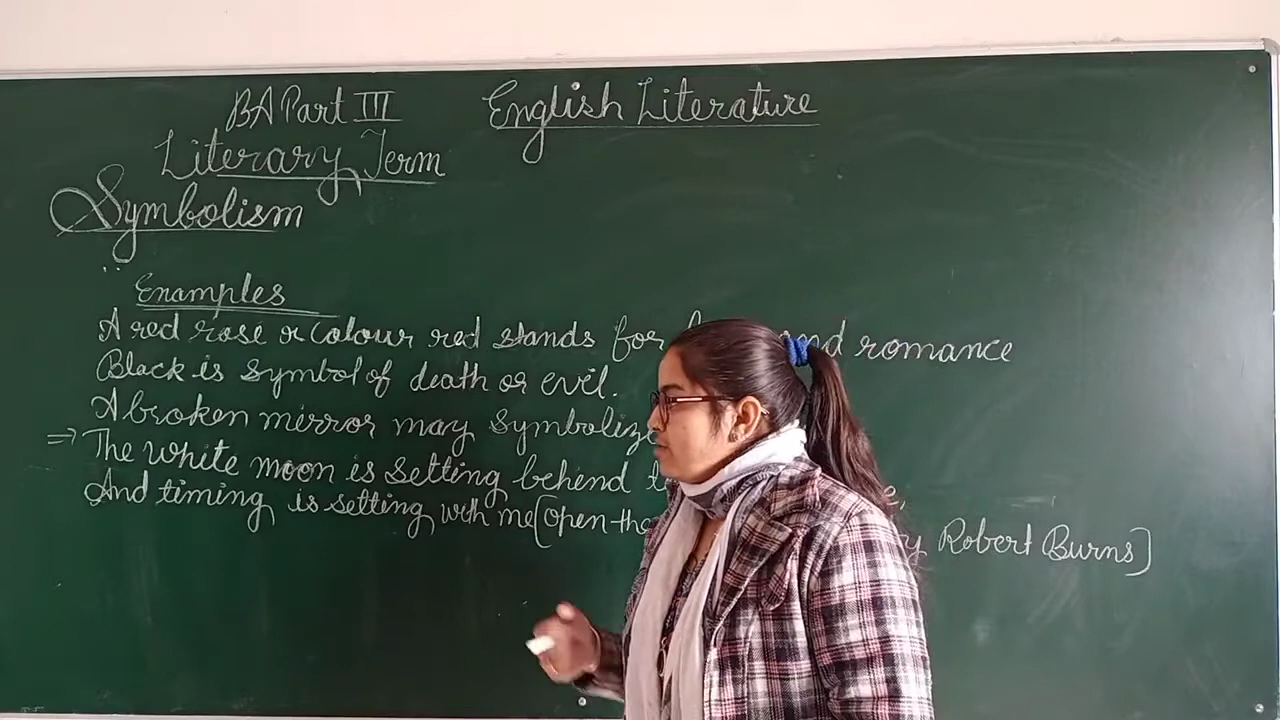 BA Part III English Literature
Literary Term
Symbolism
Enamples
A red rose or Colour red stands for and romance
Black is symbol of death or evil.
A broken mirror may symbolize
⇒ The white moon is setting behind
And timing is setting with me [open the
Robert Burns]